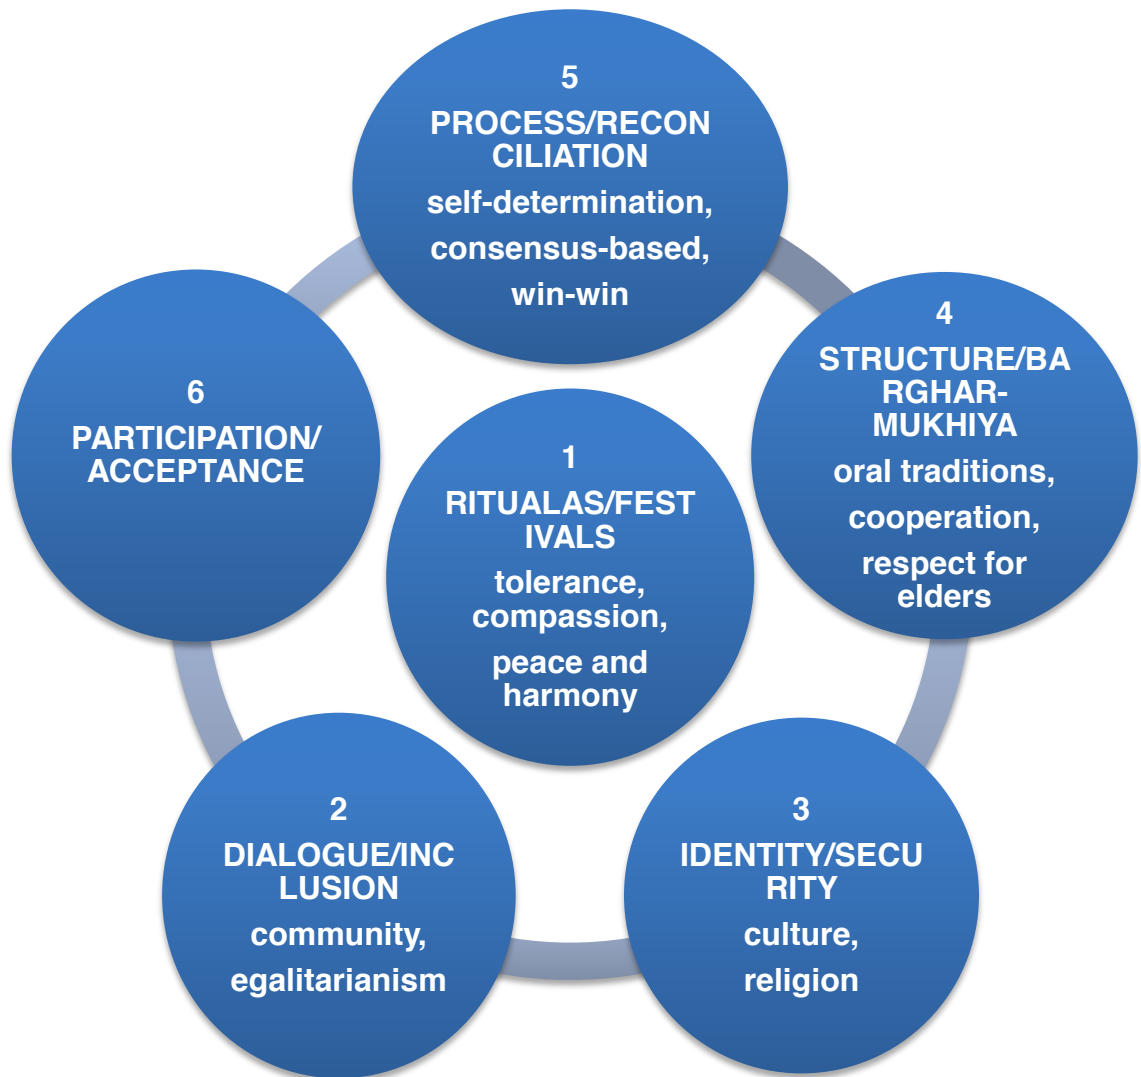 5
PROCESS/RECON
CILIATION
self-determination,
consensus-based,
win-win
4
STRUCTURE/BA
RGHAR-
MUKHIYA
oral traditions,
cooperation,
respect for
elders
6
PARTICIPATION/
ACCEPTANCE
1
RITUALAS/FEST
IVALS
tolerance,
compassion,
peace and
harmony
2
DIALOGUE/INC
LUSION
community,
egalitarianism
3
IDENTITY/SECU
RITY
culture,
religion